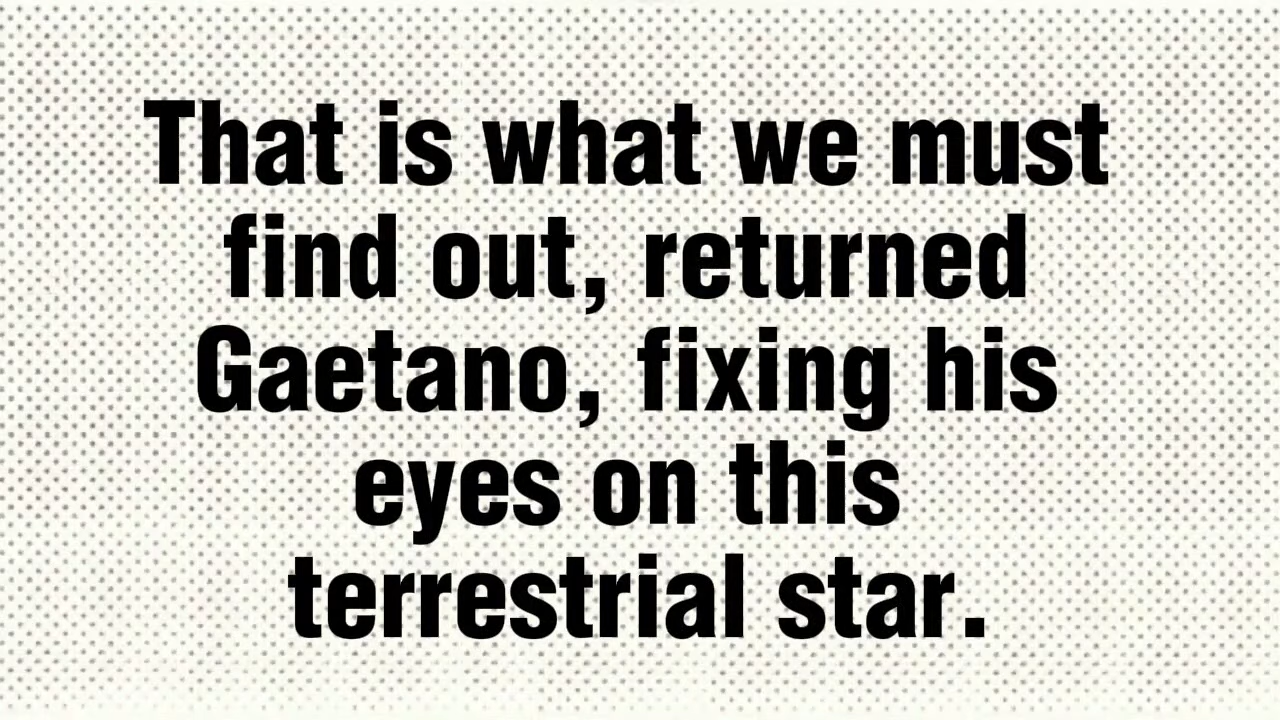 That is what we must
find out, returned
Gaetano, fixing his
eyes on this
terrestrial star.